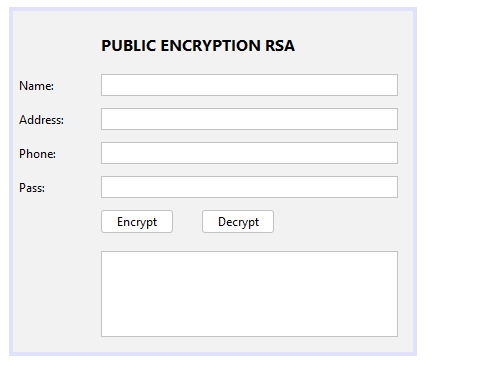 PUBLIC ENCRYPTION RSA
Name:
Address:
Phone:
Pass:
Encrypt Decrypt